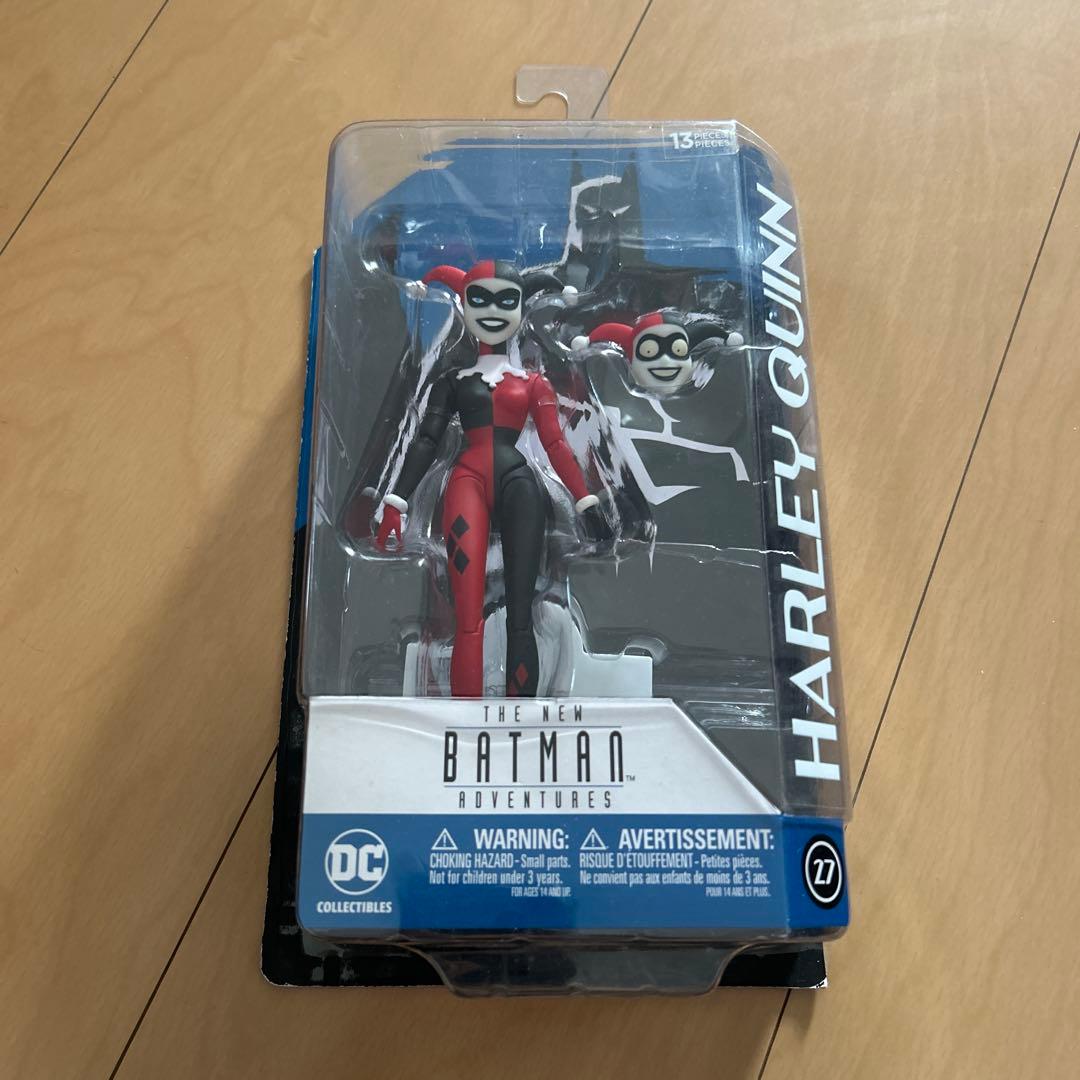 13 PIECES
PIÈCES
HARLEY QUINN
THE NEW
BATMAN™
ADVENTURES
DC
COLLECTIBLES
⚠ WARNING:
CHOKING HAZARD - Small parts.
Not for children under 3 years.
FOR AGES 14 AND UP.
⚠ AVERTISSEMENT:
RISQUE D'ÉTOUFFEMENT - Petites pièces.
Ne convient pas aux enfants de moins de 3 ans.
POUR 14 ANS ET PLUS.
27